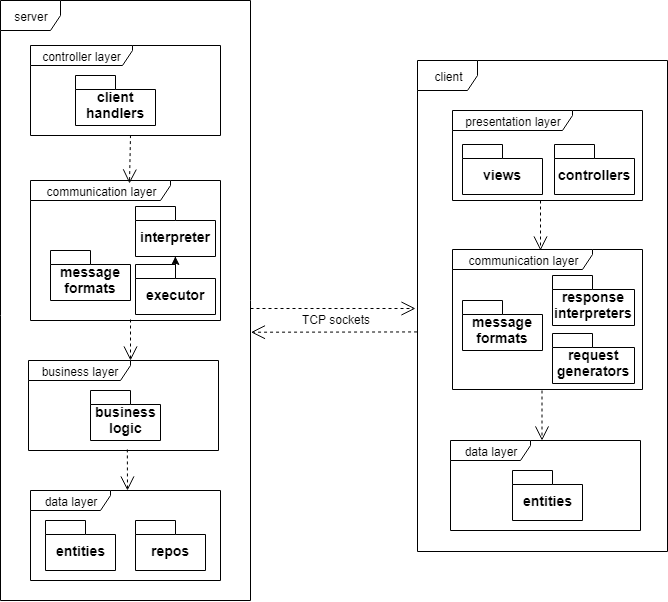 server
controller layer
client
handlers
communication layer
interpreter
message
formats
executor
business layer
business
logic
data layer
entities
repos
TCP sockets
client
presentation layer
views
controllers
communication layer
response
interpreters
message
formats
request
generators
data layer
entities